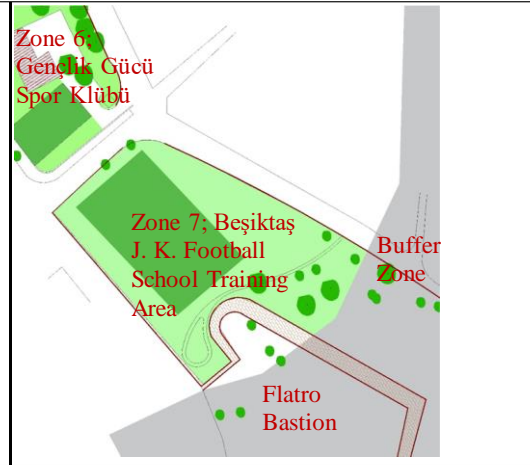 Zone 6;
Gençlik Gücü
Spor Klübü
Zone 7; Beşiktaş
J. K. Football
School Training
Area
Buffer
Zone
Flatro
Bastion